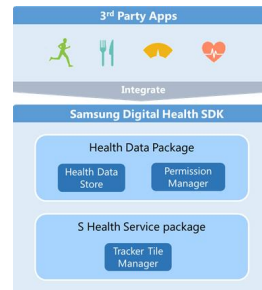 3rd Party Apps
Integrate
Samsung Digital Health SDK
Health Data Package
Health Data
Store
Permission
Manager
S Health Service package
Tracker Tile
Manager